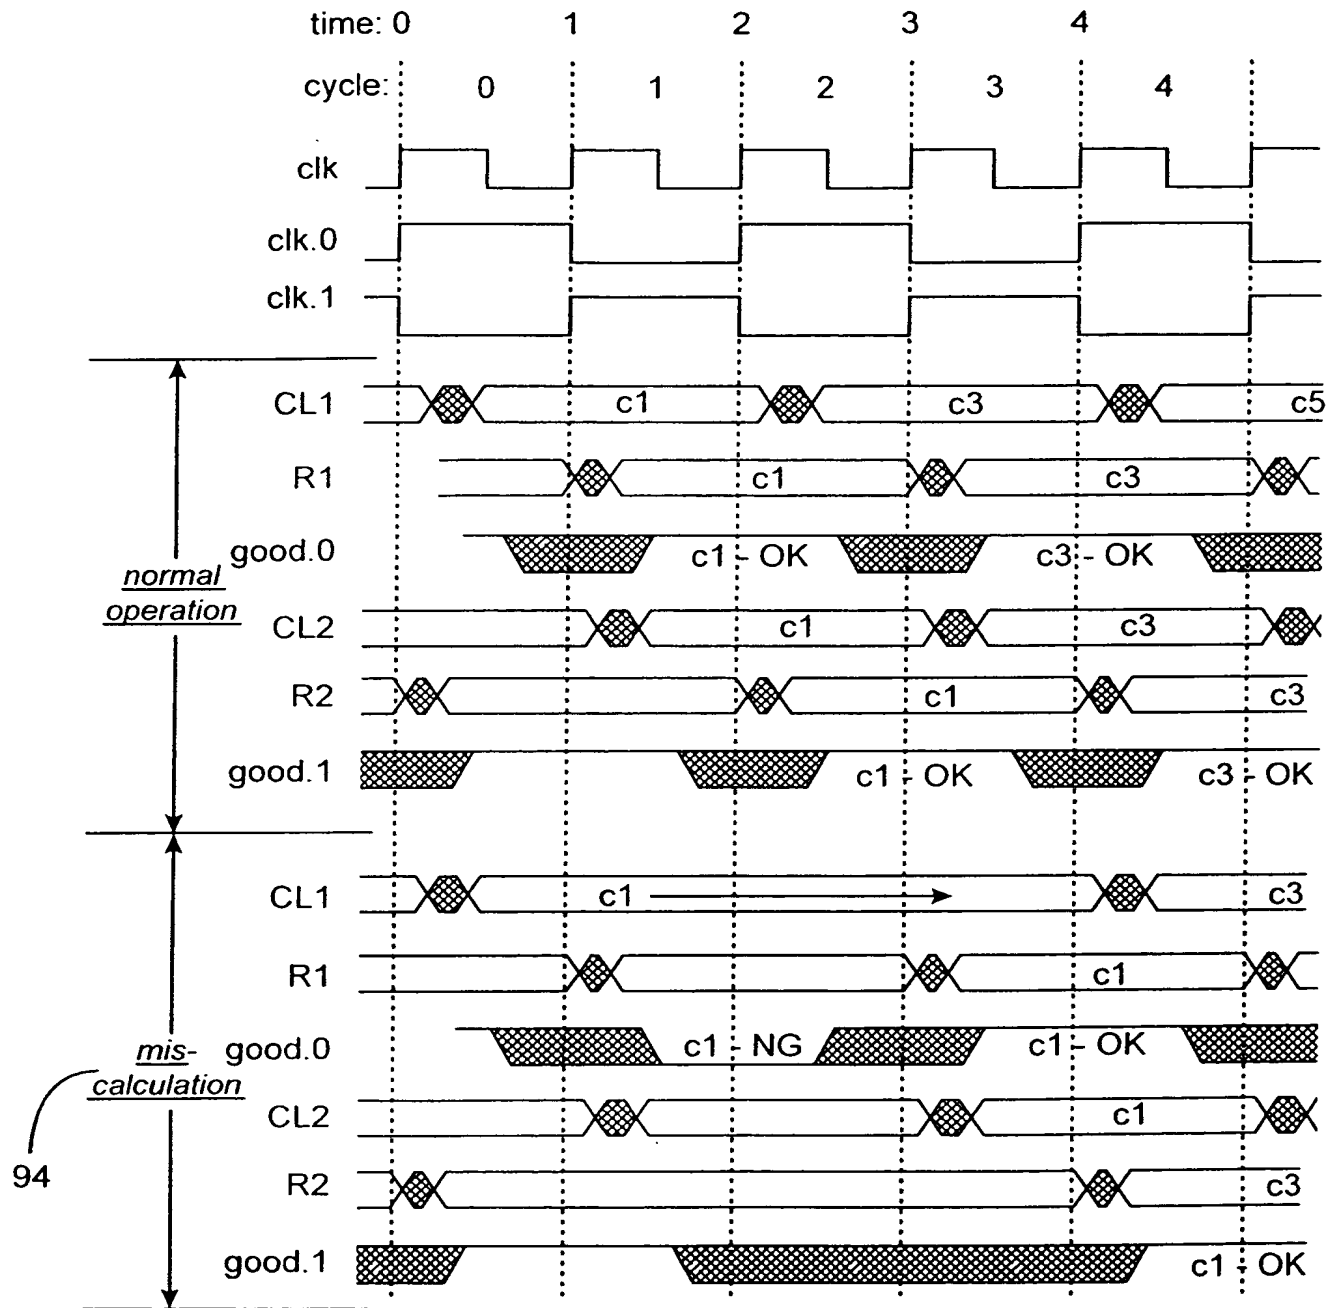 time: 0 1 2 3 4
cycle: 0 1 2 3 4
clk
clk.0
clk.1
CL1 c1 c3 c5
R1 c1 c3
good.0 c1 - OK c3 - OK
normal
operation
CL2 c1 c3
R2 c1 c3
good.1 c1 - OK c3 - OK
CL1 c1 c3
R1 c1
good.0 c1 - NG c1 - OK
mis-
calculation
94
CL2 c1
R2 c3
good.1 c1 - OK